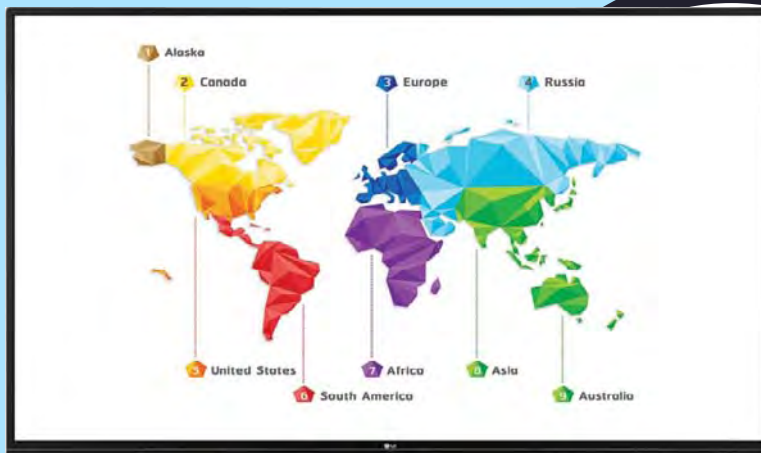 1 Alaska
2 Canada
3 Europe
4 Russia
5 United States
6 South America
7 Africa
8 Asia
9 Australia
LG